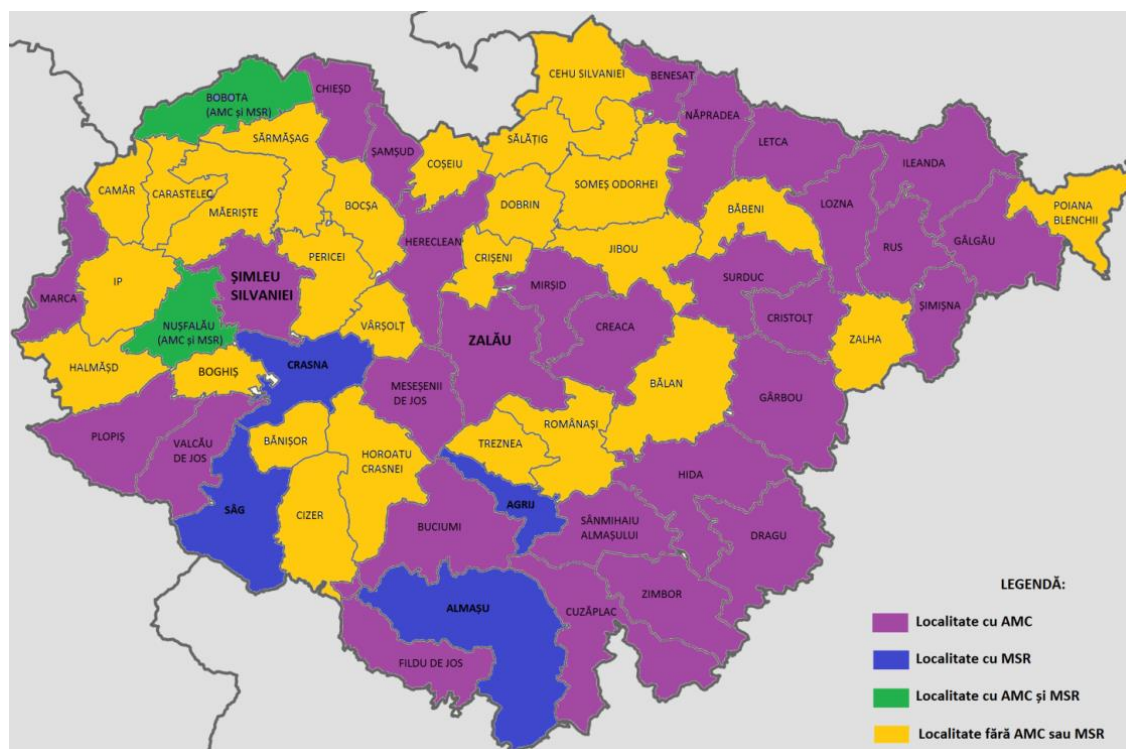 CEHU SILVANIEI
BENESAT
CHIEȘD
BOBOTA
(AMC și MSR)
NĂPRADEA
SĂRMĂȘAG
ȘAMȘUD
COȘEIU
SĂLĂȚIG
LETCA
ILEANDA
CAMĂR
CARASTELEC
SOMEȘ ODORHEI
MĂERIȘTE
BOCȘA
DOBRIN
BĂBENI
LOZNA
POIANA
BLENCHII
HERECLEAN
RUS
GÂLGĂU
PERICEI
CRIȘENI
JIBOU
IP
ȘIMLEU
SILVANIEI
MIRȘID
SURDUC
MARCA
ȘIMIȘNA
CRISTOLȚ
NUȘFALĂU
(AMC și MSR)
VÂRȘOLȚ
CREACA
ZALĂU
ZALHA
HALMĂȘD
BOGHIȘ
CRASNA
BĂLAN
MESEȘENII
DE JOS
GÂRBOU
ROMÂNAȘI
PLOPIȘ
VALCĂU
DE JOS
BĂNIȘOR
TREZNEA
HOROATU
CRASNEI
HIDA
SÂG
CIZER
AGRIJ
BUCIUMI
SÂNMIHAIU
ALMAȘULUI
DRAGU
ZIMBOR
ALMAȘU
CUZĂPLAC
FILDU DE JOS
LEGENDĂ:
Localitate cu AMC
Localitate cu MSR
Localitate cu AMC și MSR
Localitate fără AMC sau MSR